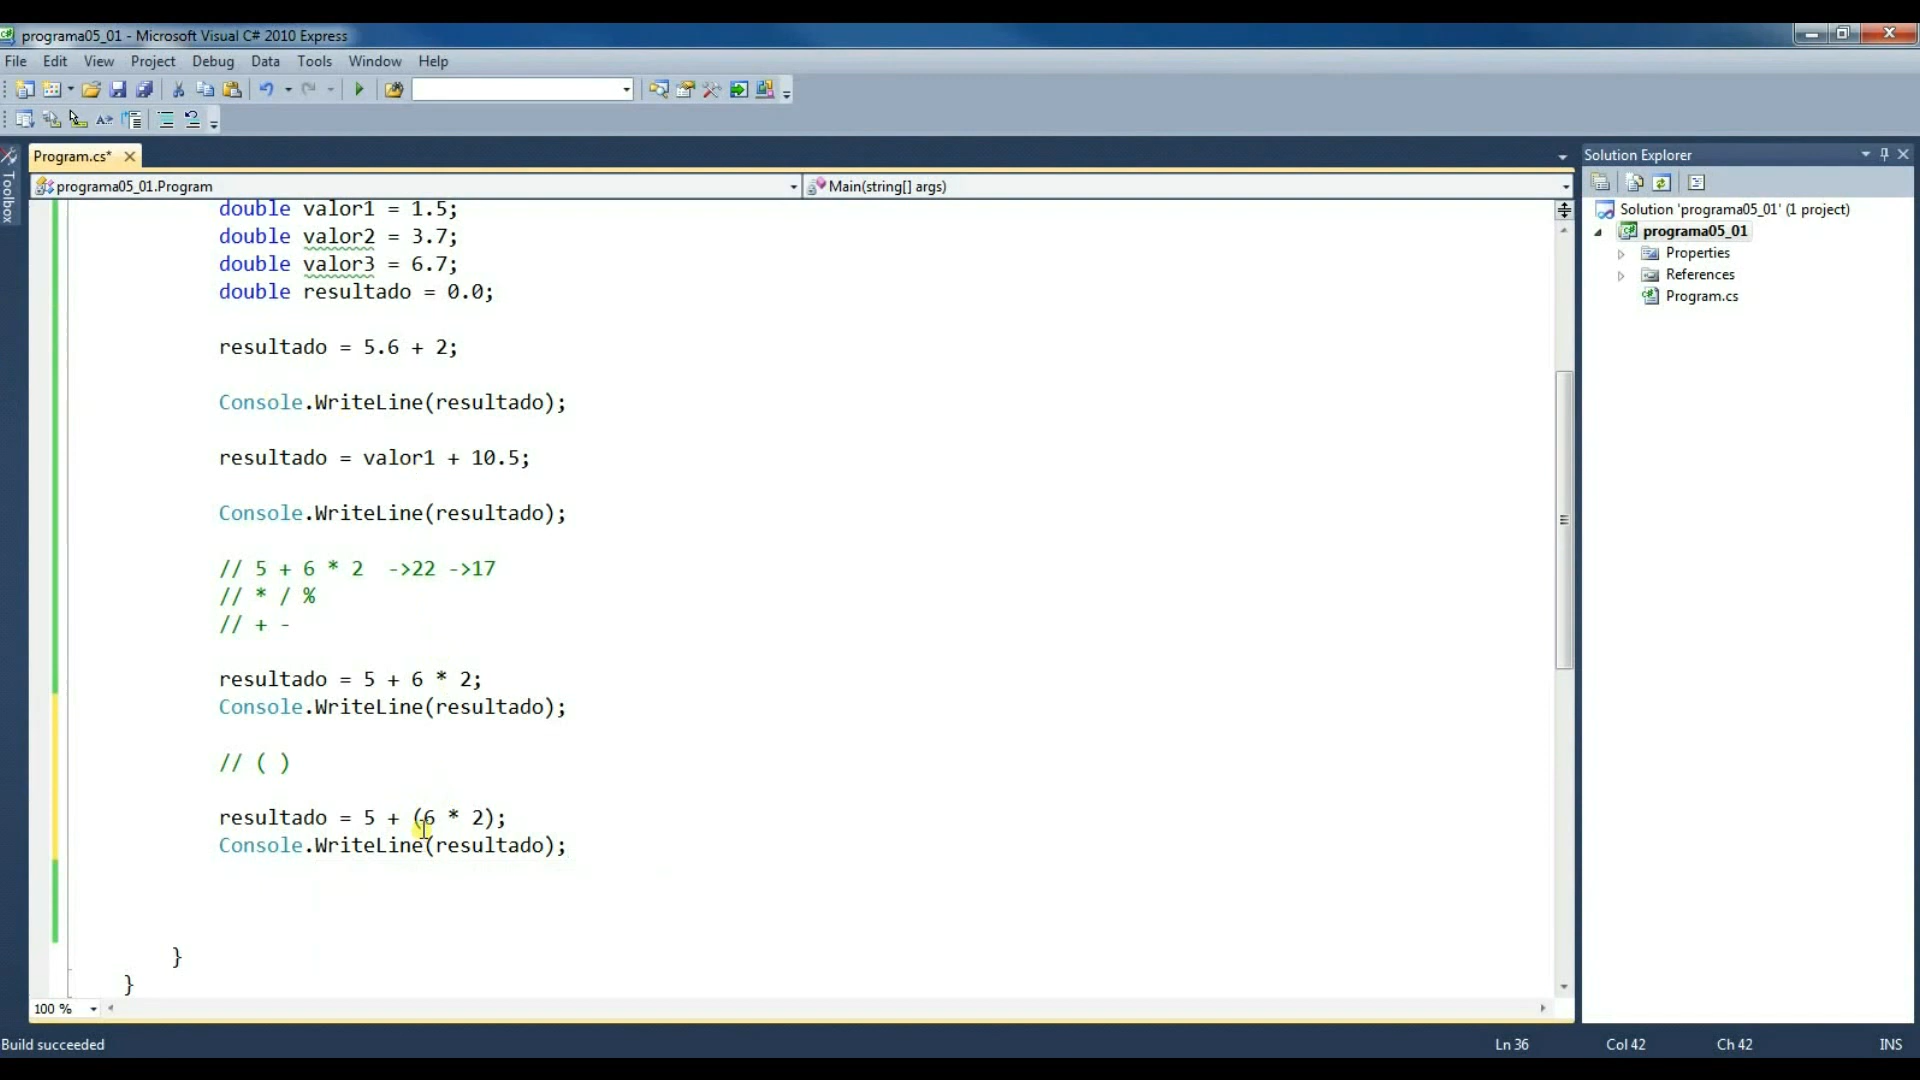 programa05_01 - Microsoft Visual C# 2010 Express
File Edit View Project Debug Data Tools Window Help
Toolbox
Program.cs*
programa05_01.Program
Main(string[] args)
double valor1 = 1.5;
double valor2 = 3.7;
double valor3 = 6.7;
double resultado = 0.0;
resultado = 5.6 + 2;
Console.WriteLine(resultado);
resultado = valor1 + 10.5;
Console.WriteLine(resultado);
// 5 + 6 * 2  ->22 ->17
// * / %
// + -
resultado = 5 + 6 * 2;
Console.WriteLine(resultado);
// ( )
resultado = 5 + (6 * 2);
Console.WriteLine(resultado);
}
}
100 %
Solution Explorer
Solution 'programa05_01' (1 project)
programa05_01
Properties
References
Program.cs
Build succeeded
Ln 36 Col 42 Ch 42 INS